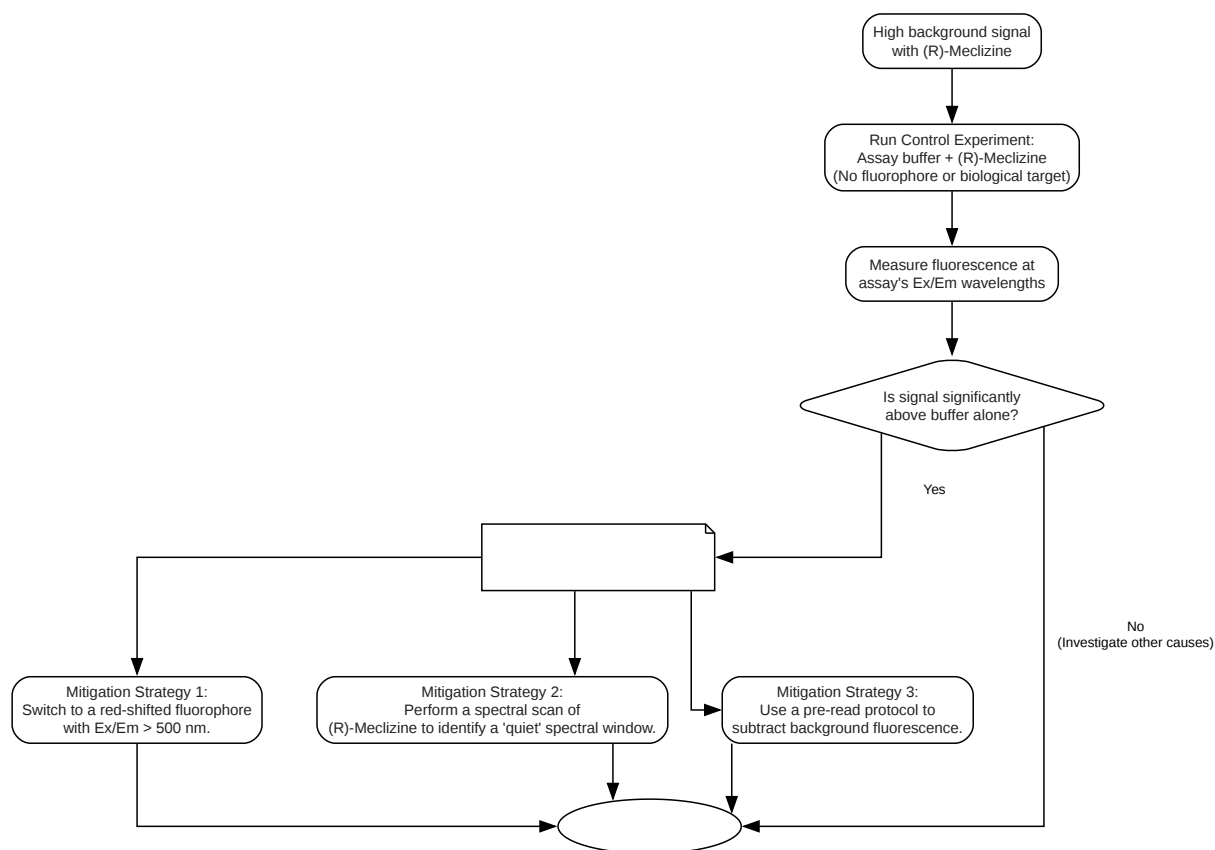 High background signal
with (R)-Meclizine
Run Control Experiment:
Assay buffer + (R)-Meclizine
(No fluorophore or biological target)
Measure fluorescence at
assay's Ex/Em wavelengths
Is signal significantly
above buffer alone?
Yes
No
(Investigate other causes)
Mitigation Strategy 1:
Switch to a red-shifted fluorophore
with Ex/Em > 500 nm.
Mitigation Strategy 2:
Perform a spectral scan of
(R)-Meclizine to identify a 'quiet' spectral window.
Mitigation Strategy 3:
Use a pre-read protocol to
subtract background fluorescence.